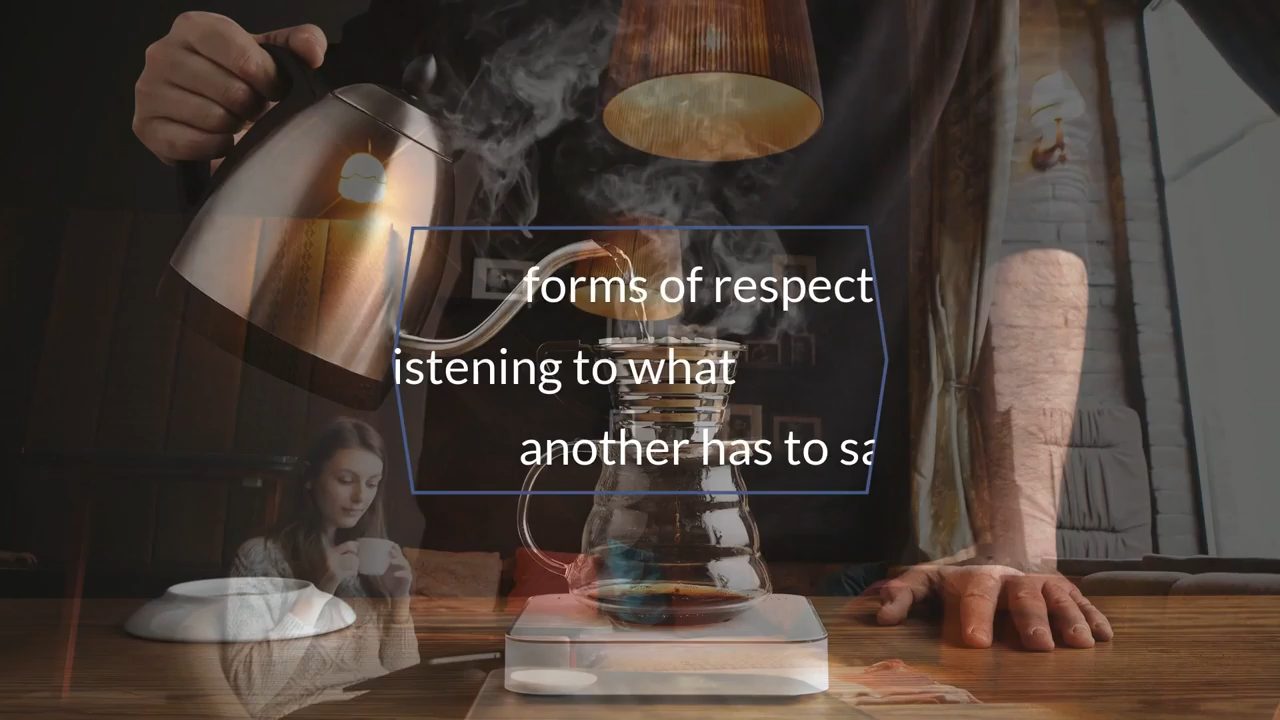 forms of respect
istening to what
another has to sa